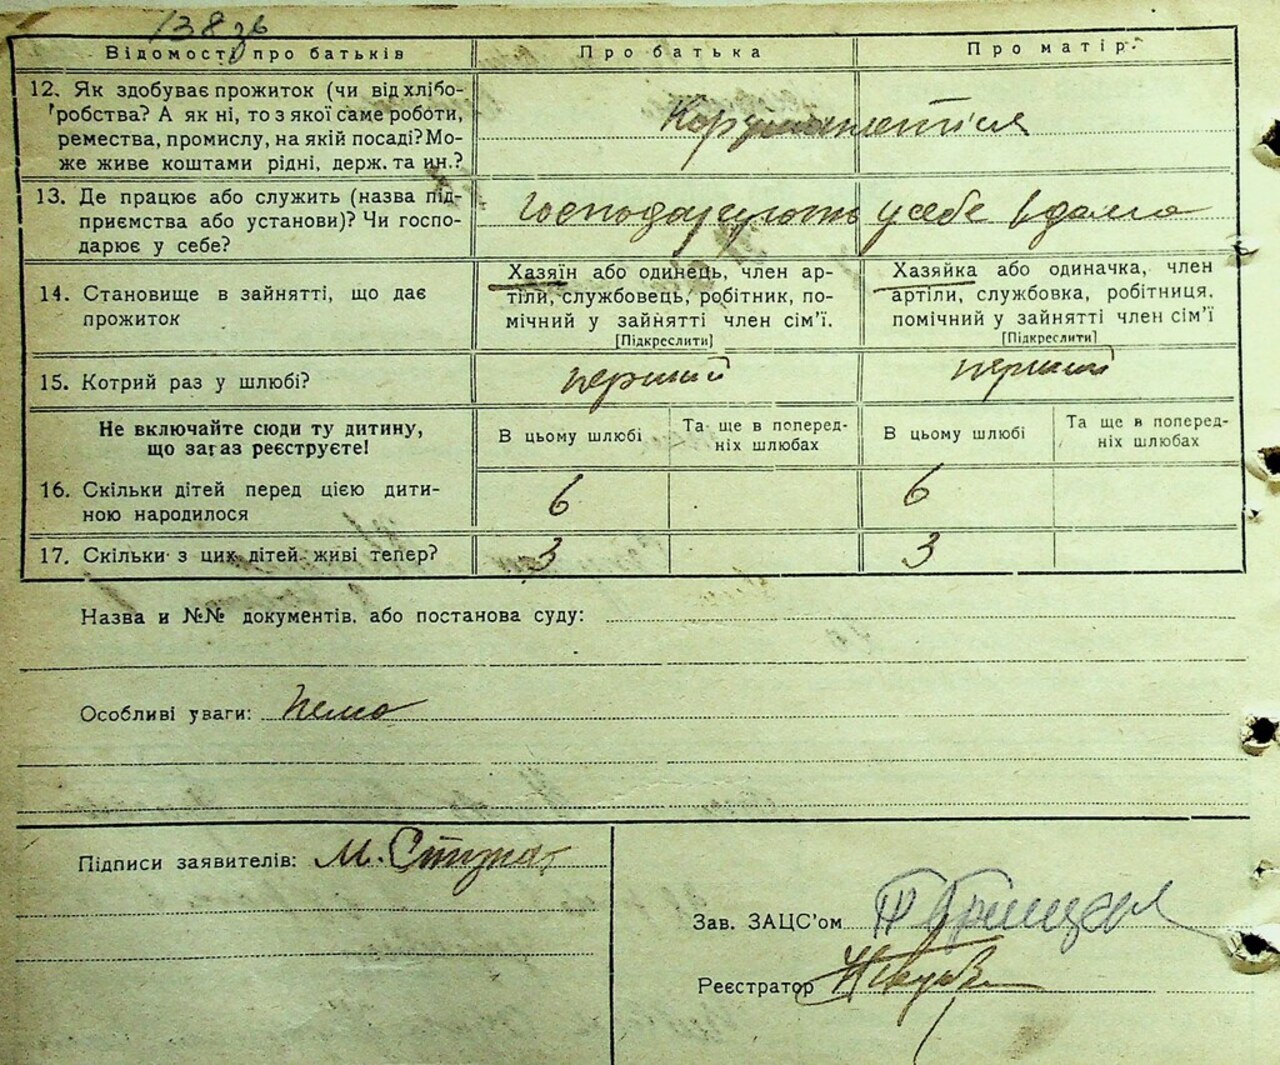 138 зв
Відомості про батьків
Про батька
Про матір
12. Як здобуває прожиток (чи від хлібо-
робства? А як ні, то з якої саме роботи,
ремества, промислу, на якій посаді? Мо-
же живе коштами рідні, держ. та ин.?
13. Де працює або служить (назва під-
приємства або установи)? Чи госпо-
дарює у себе?
господарують у себе вдома
14. Становище в зайнятті, що дає
прожиток
Хазяїн або одинець, член ар-
тіли, службовець, робітник, по-
мічний у зайнятті член сім'ї.
[Підкреслити]
Хазяйка або одиначка, член
артіли, службовка, робітниця,
помічний у зайнятті член сім'ї
[Підкреслити]
15. Котрий раз у шлюбі?
перший
перший
Не включайте сюди ту дитину,
що зараз реєструєте!
В цьому шлюбі
Та ще в поперед-
ніх шлюбах
В цьому шлюбі
Та ще в поперед-
ніх шлюбах
16. Скільки дітей перед цією дити-
ною народилося
6
6
17. Скільки з цих дітей живі тепер?
3
3
Назва и №№ документів, або постанова суду:
Особливі уваги: нема
Підписи заявителів: М.
Зав. ЗАЦС'ом
Реєстратор